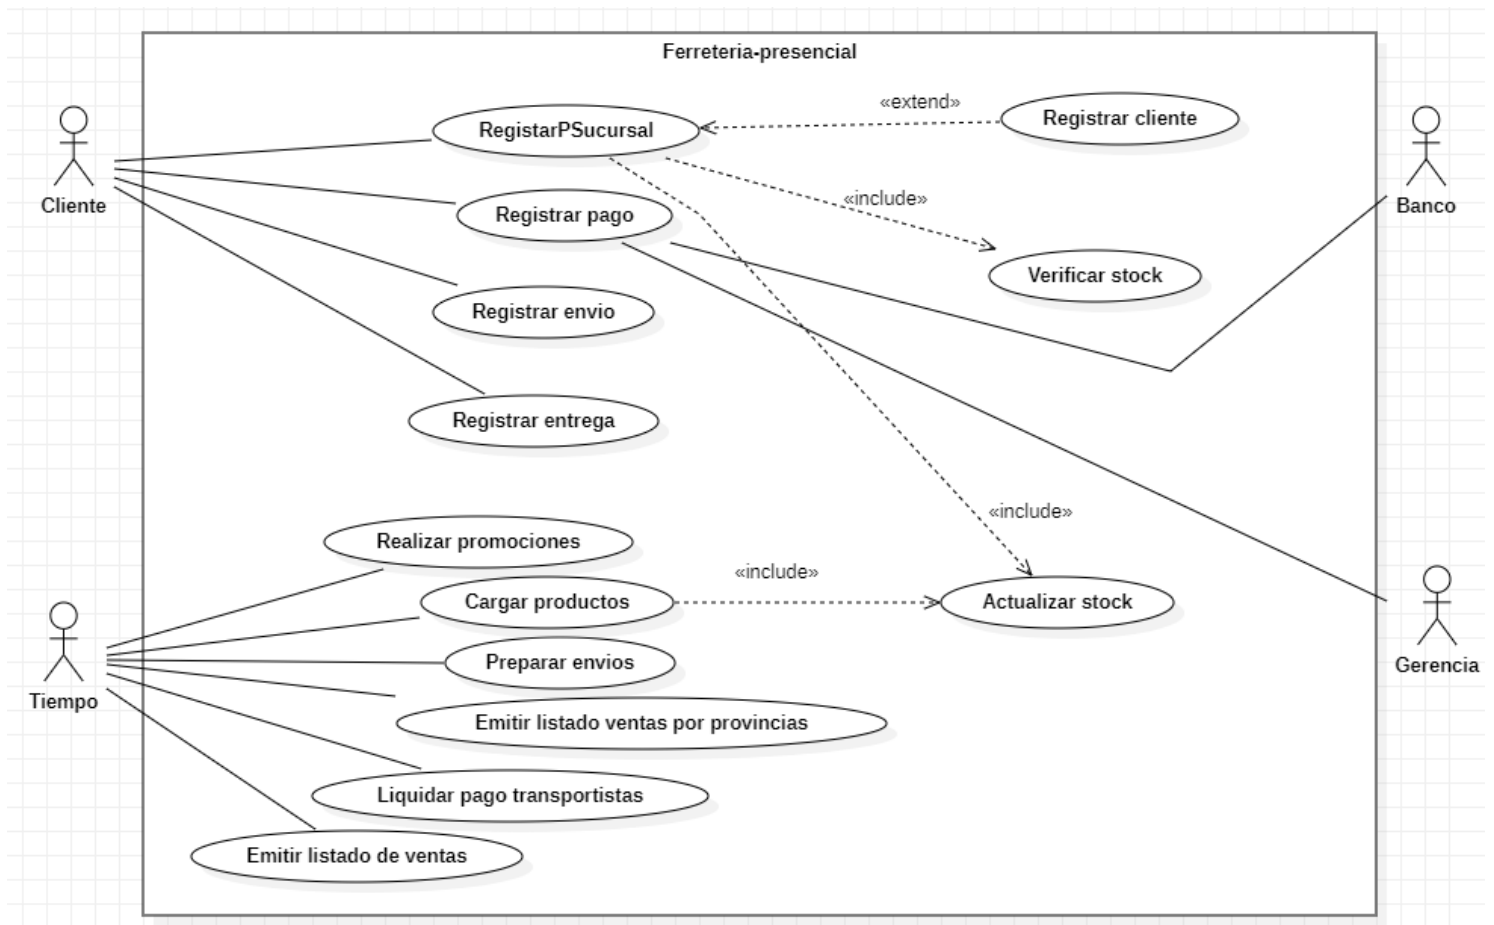 Ferreteria-presencial
«extend»
RegistarPSucursal
Registrar cliente
Cliente
Registrar pago
«include»
Banco
Verificar stock
Registrar envio
Registrar entrega
«include»
Realizar promociones
«include»
Cargar productos
Actualizar stock
Gerencia
Tiempo
Preparar envios
Emitir listado ventas por provincias
Liquidar pago transportistas
Emitir listado de ventas